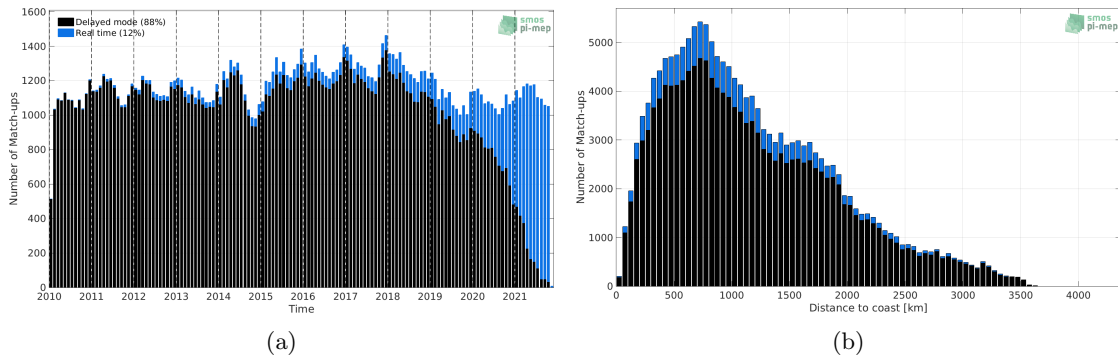 Delayed mode (88%)
Real time (12%)
smos
pi-mep
Number of Match-ups
1600
1400
1200
1000
800
600
400
200
0
2010 2011 2012 2013 2014 2015 2016 2017 2018 2019 2020 2021
Time
(a)
smos
pi-mep
Number of Match-ups
5000
4000
3000
2000
1000
0
0 500 1000 1500 2000 2500 3000 3500 4000
Distance to coast [km]
(b)